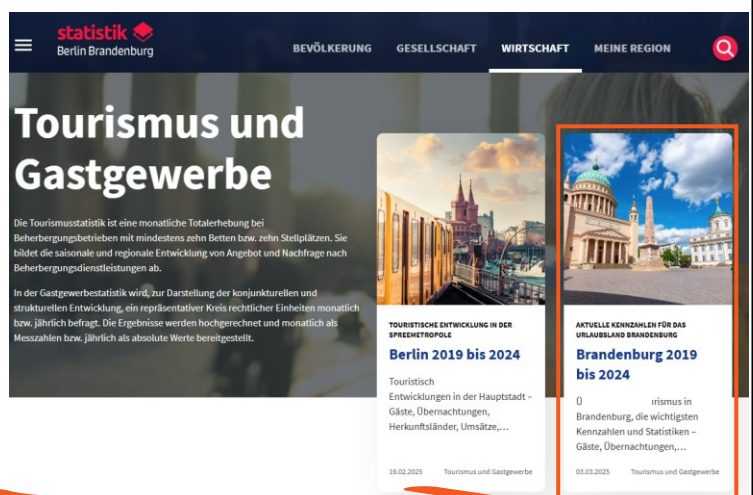 statistik
Berlin Brandenburg
BEVÖLKERUNG GESELLSCHAFT WIRTSCHAFT MEINE REGION
Tourismus und
Gastgewerbe
Die Tourismusstatistik ist eine monatliche Totalerhebung bei
Beherbergungsbetrieben mit mindestens zehn Betten bzw. zehn Stellplätzen. Sie
bildet die saisonale und regionale Entwicklung von Angebot und Nachfrage nach
Beherbergungsdienstleistungen ab.
In der Gastgewerbestatistik wird, zur Darstellung der konjunkturellen und
strukturellen Entwicklung, ein repräsentativer Kreis rechtlicher Einheiten monatlich
bzw. jährlich befragt. Die Ergebnisse werden hochgerechnet und monatlich als
Messzahlen bzw. jährlich als absolute Werte bereitgestellt.
TOURISTISCHE ENTWICKLUNG IN DER
SPREEMETROPOLE
Berlin 2019 bis 2024
Touristisch
Entwicklungen in der Hauptstadt –
Gäste, Übernachtungen,
Herkunftsländer, Umsätze,…
19.02.2025 Tourismus und Gastgewerbe
AKTUELLE KENNZAHLEN FÜR DAS
URLAUBSLAND BRANDENBURG
Brandenburg 2019
bis 2024
in
Brandenburg, die wichtigsten
Kennzahlen und Statistiken –
Gäste, Übernachtungen,…
03.03.2025 Tourismus und Gastgewerbe